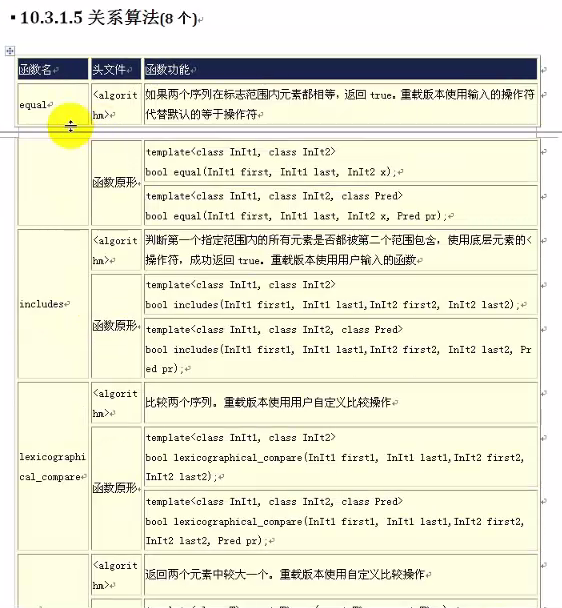 ▪10.3.1.5 关系算法(8 个)
函数名 头文件 函数功能
equal
<algorit
hm>
如果两个序列在标志范围内元素都相等，返回 true。重载版本使用输入的操作符
代替默认的等于操作符
函数原形
template<class InIt1, class InIt2>
bool equal(InIt1 first, InIt1 last, InIt2 x);
template<class InIt1, class InIt2, class Pred>
bool equal(InIt1 first, InIt1 last, InIt2 x, Pred pr);
includes
<algorit
hm>
判断第一个指定范围内的所有元素是否都被第二个范围包含，使用底层元素的<
操作符，成功返回 true。重载版本使用用户输入的函数
函数原形
template<class InIt1, class InIt2>
bool includes(InIt1 first1, InIt1 last1,InIt2 first2, InIt2 last2);
template<class InIt1, class InIt2, class Pred>
bool includes(InIt1 first1, InIt1 last1,InIt2 first2, InIt2 last2, Pr
ed pr);
lexicographi
cal_compare
<algorit
hm>
比较两个序列。重载版本使用用户自定义比较操作
函数原形
template<class InIt1, class InIt2>
bool lexicographical_compare(InIt1 first1, InIt1 last1,InIt2 first2,
InIt2 last2);
template<class InIt1, class InIt2, class Pred>
bool lexicographical_compare(InIt1 first1, InIt1 last1,InIt2 first2,
InIt2 last2, Pred pr);
<algorit
hm>
返回两个元素中较大一个。重载版本使用自定义比较操作